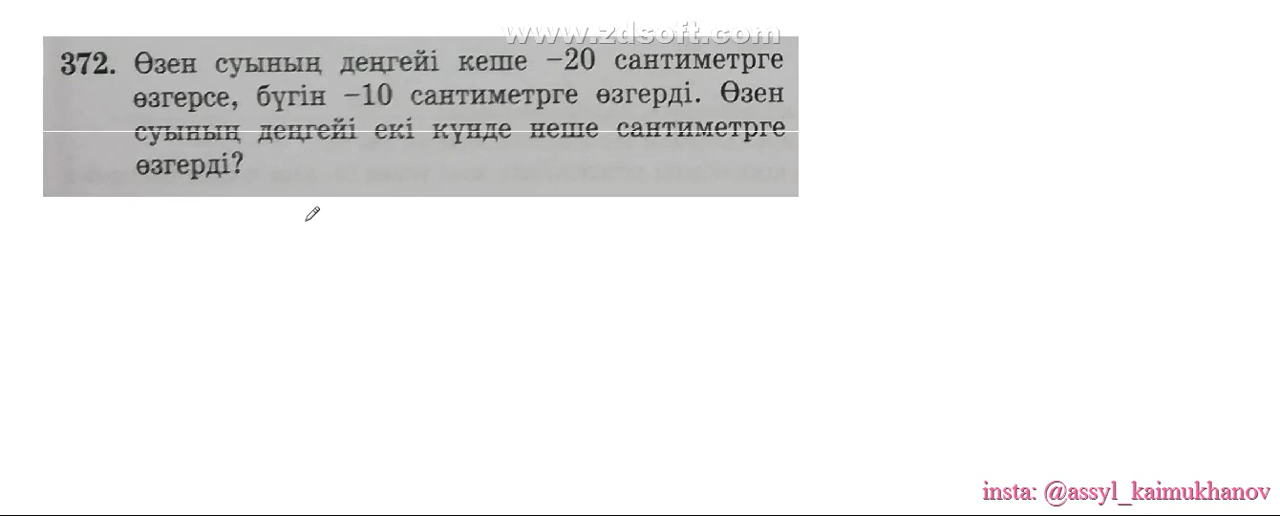 www.zdsoft.com
372. Өзен суының деңгейі кеше −20 сантиметрге
өзгерсе, бүгін −10 сантиметрге өзгерді. Өзен
суының деңгейі екі күнде неше сантиметрге
өзгерді?
insta: @assyl_kaimukhanov